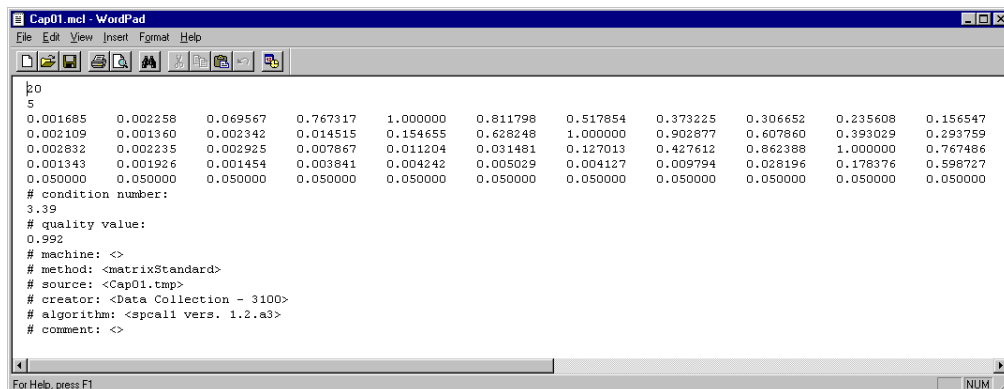 Cap01.mcl - WordPad
File Edit View Insert Format Help
20
5
0.001685 0.002258 0.069567 0.767317 1.000000 0.811798 0.517854 0.373225 0.306652 0.235608 0.156547
0.002109 0.001360 0.002342 0.014515 0.154655 0.628248 1.000000 0.902877 0.607860 0.393029 0.293759
0.002832 0.002235 0.002925 0.007867 0.011204 0.031481 0.127013 0.427612 0.862388 1.000000 0.767486
0.001343 0.001926 0.001454 0.003841 0.004242 0.005029 0.004127 0.009794 0.028196 0.178376 0.598727
0.050000 0.050000 0.050000 0.050000 0.050000 0.050000 0.050000 0.050000 0.050000 0.050000 0.050000
# condition number:
3.39
# quality value:
0.992
# machine: <>
# method: <matrixStandard>
# source: <Cap01.tmp>
# creator: <Data Collection - 3100>
# algorithm: <spcal1 vers. 1.2.a3>
# comment: <>
For Help, press F1
NUM